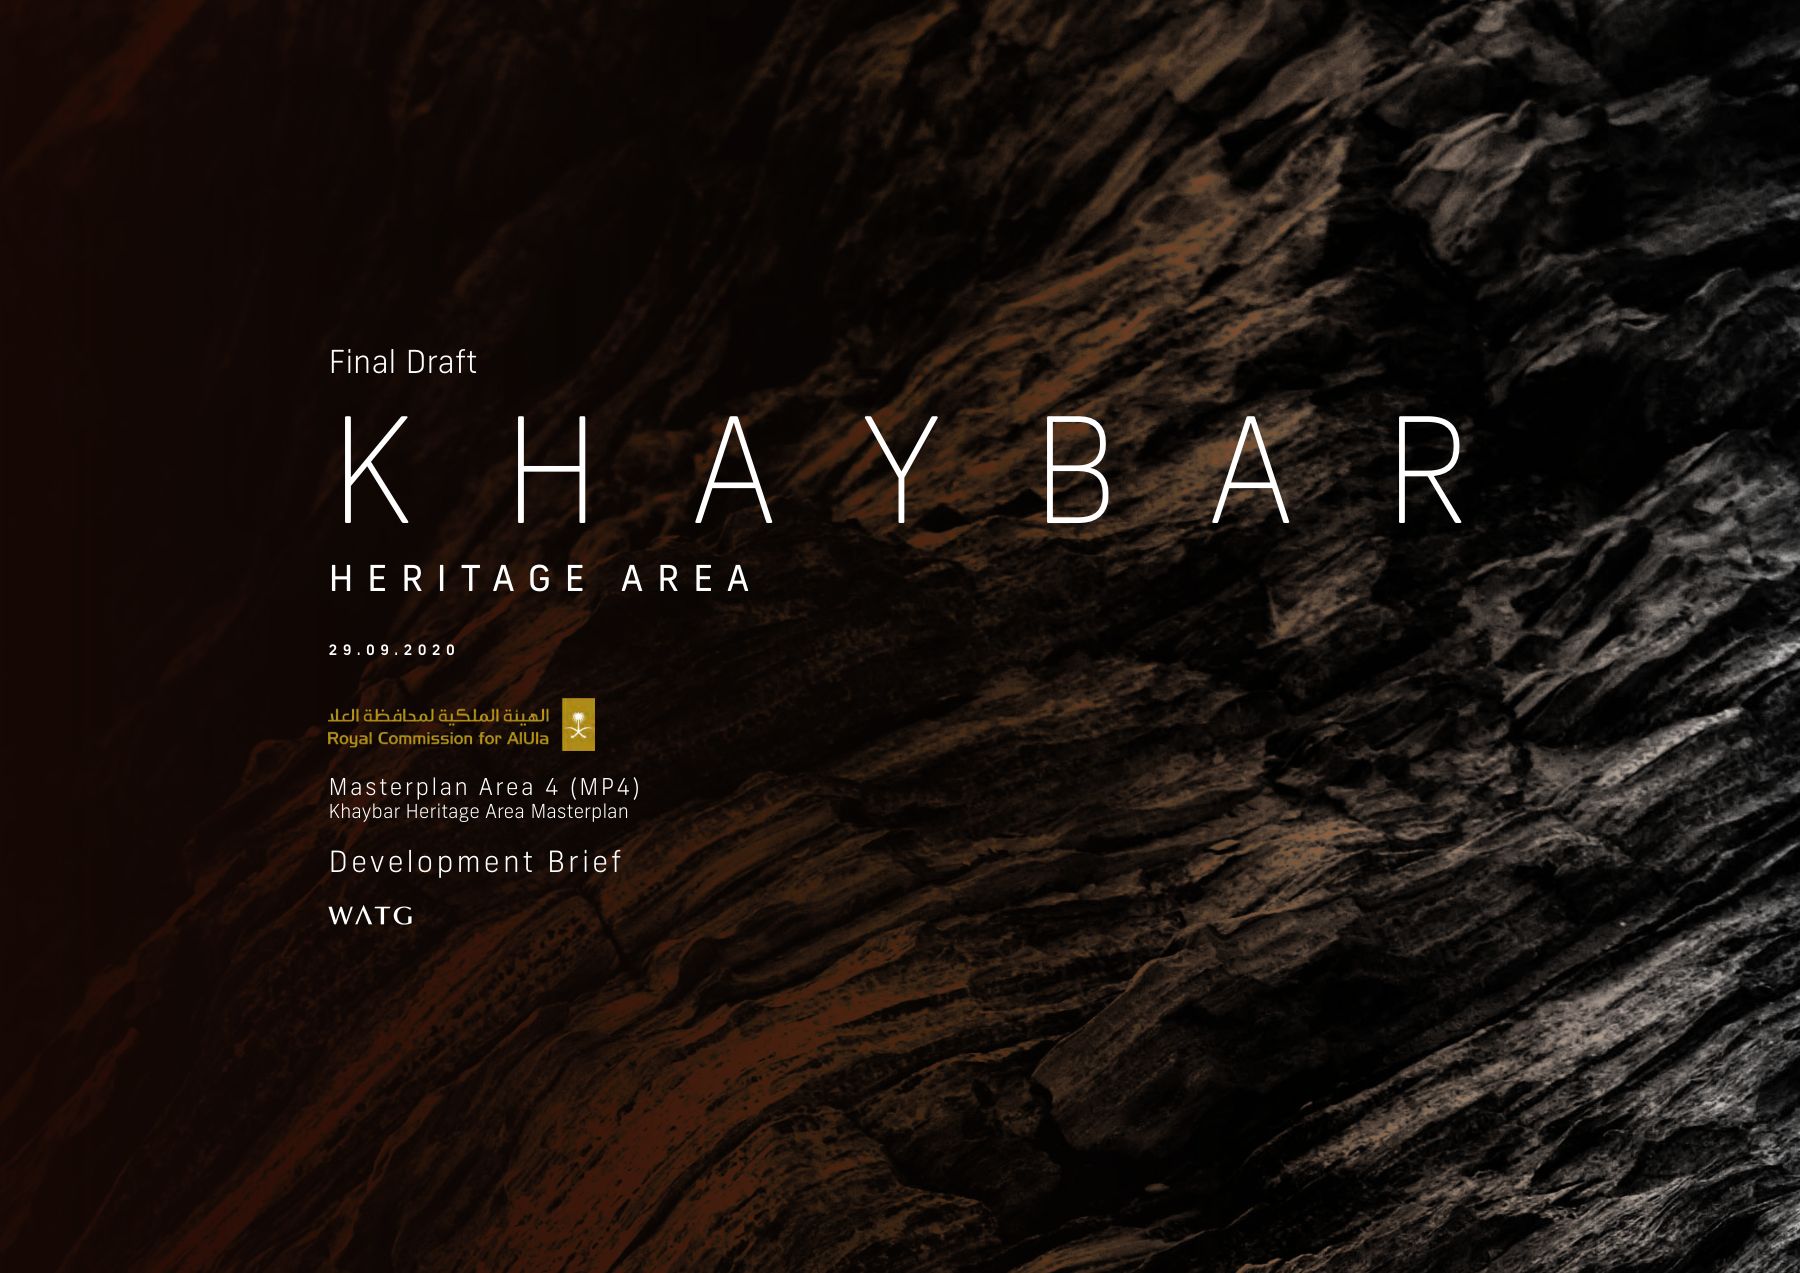 Final Draft
KHAYBAR
HERITAGE AREA
29.09.2020
الهيئة الملكية لمحافظة العلا
Royal Commission for AlUla
Masterplan Area 4 (MP4)
Khaybar Heritage Area Masterplan
Development Brief
WATG